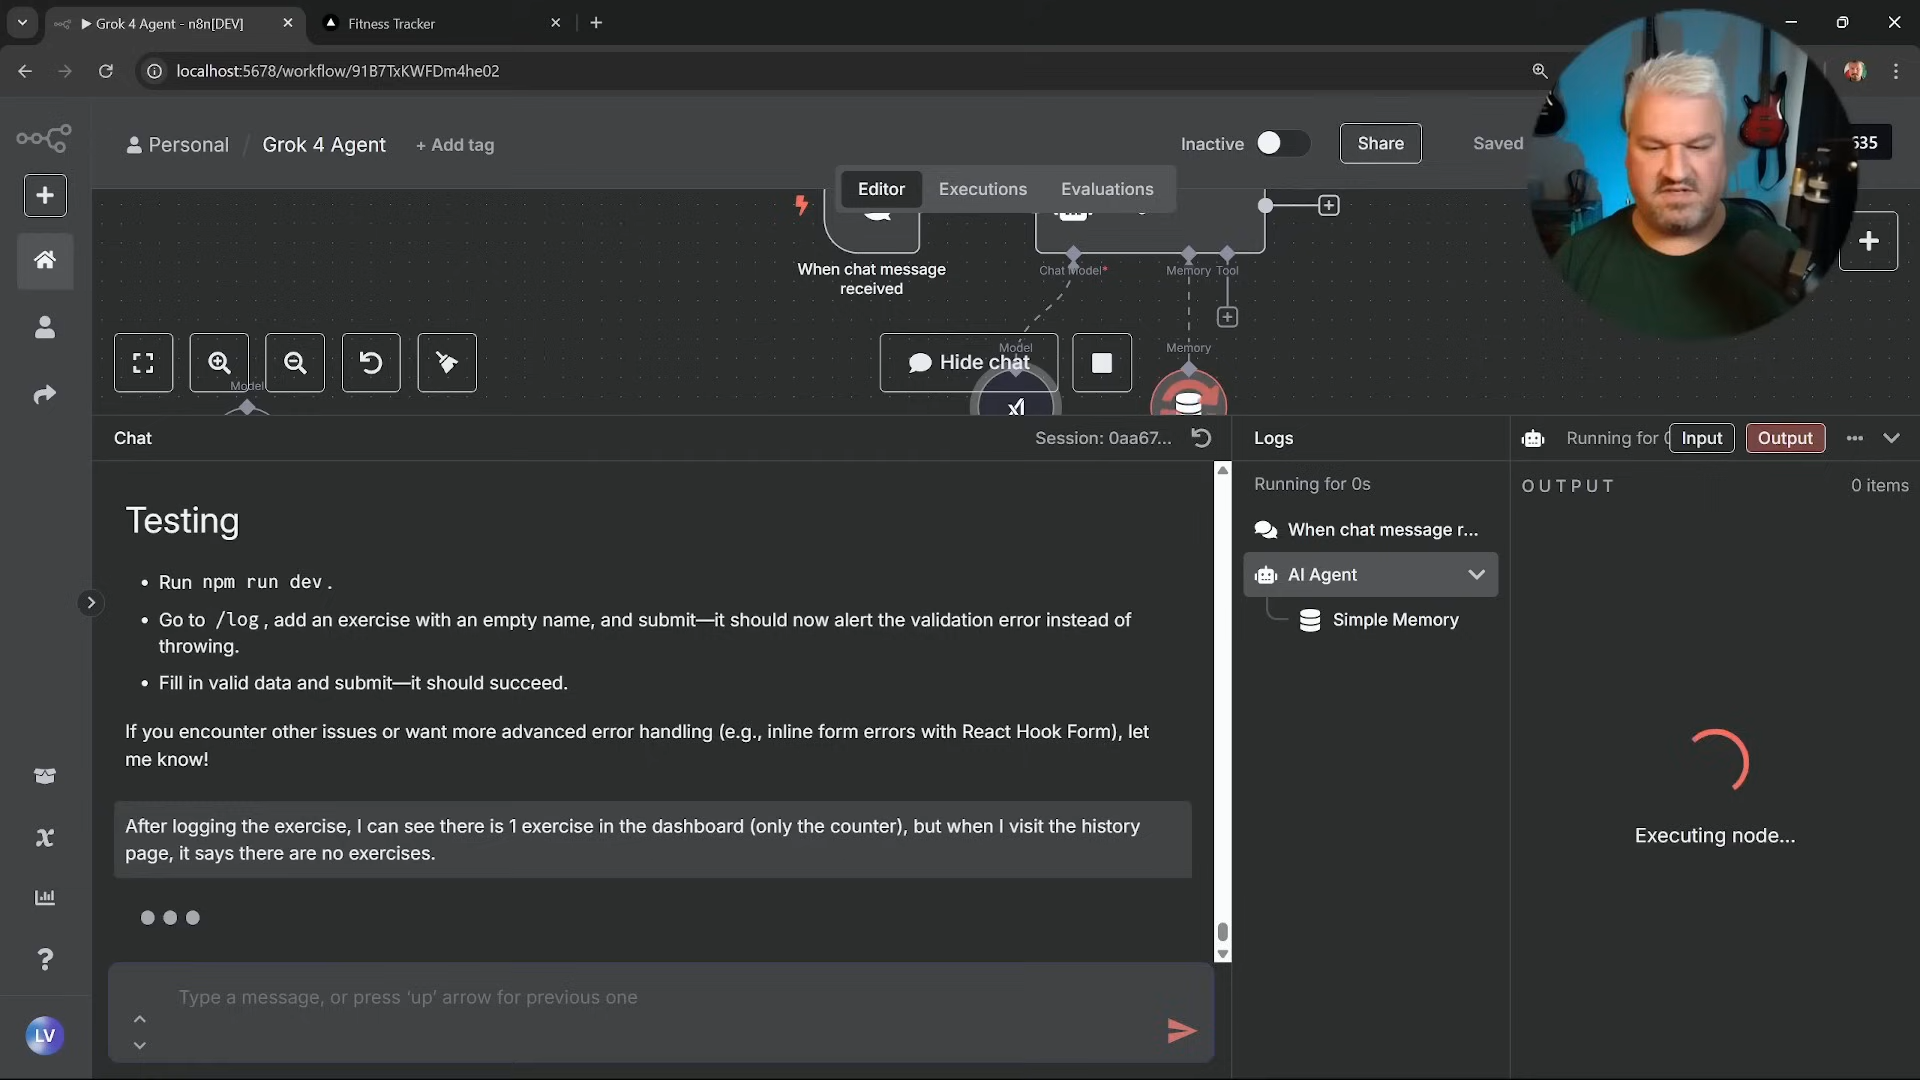 Grok 4 Agent - n8n[DEV]
Fitness Tracker
localhost:5678/workflow/91B7TxKWFDm4he02
Personal / Grok 4 Agent + Add tag
Inactive
Share
Saved
635
Editor Executions Evaluations
When chat message
received
Chat Model*
Memory Tool
Model
Memory
Hide chat
Model
Chat
Session: 0aa67...
Logs
Running for 0
Input
Output
Running for 0s
OUTPUT
0 items
When chat message r...
AI Agent
Simple Memory
Executing node...
Testing
• Run npm run dev.
• Go to /log, add an exercise with an empty name, and submit—it should now alert the validation error instead of
throwing.
• Fill in valid data and submit—it should succeed.
If you encounter other issues or want more advanced error handling (e.g., inline form errors with React Hook Form), let
me know!
After logging the exercise, I can see there is 1 exercise in the dashboard (only the counter), but when I visit the history
page, it says there are no exercises.
Type a message, or press ‘up’ arrow for previous one
LV